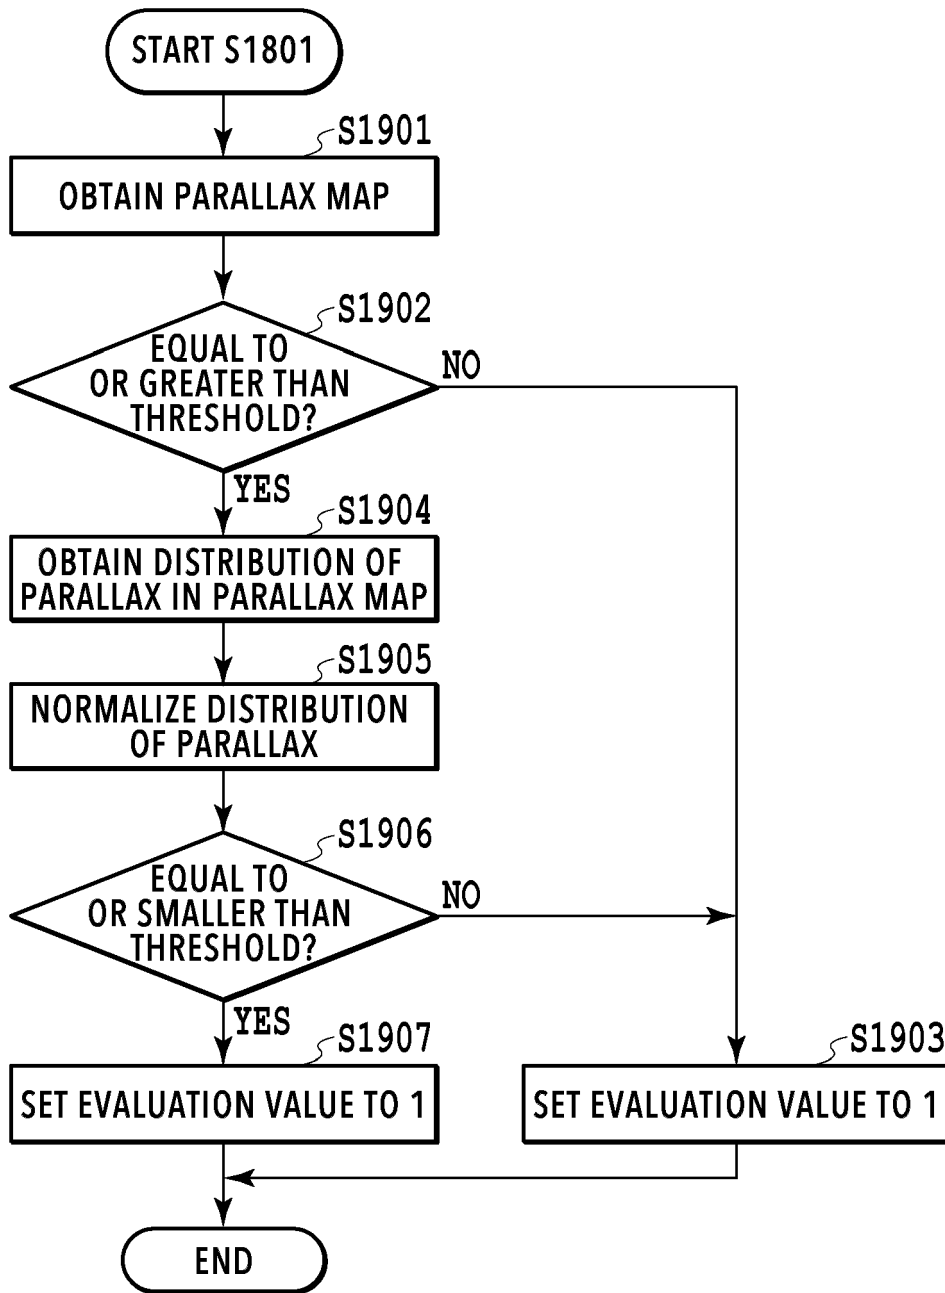 START S1801
S1901
OBTAIN PARALLAX MAP
S1902
EQUAL TO
OR GREATER THAN
THRESHOLD?
NO
YES
S1904
OBTAIN DISTRIBUTION OF
PARALLAX IN PARALLAX MAP
S1905
NORMALIZE DISTRIBUTION
OF PARALLAX
S1906
EQUAL TO
OR SMALLER THAN
THRESHOLD?
NO
YES
S1907
SET EVALUATION VALUE TO 1
S1903
SET EVALUATION VALUE TO 1
END